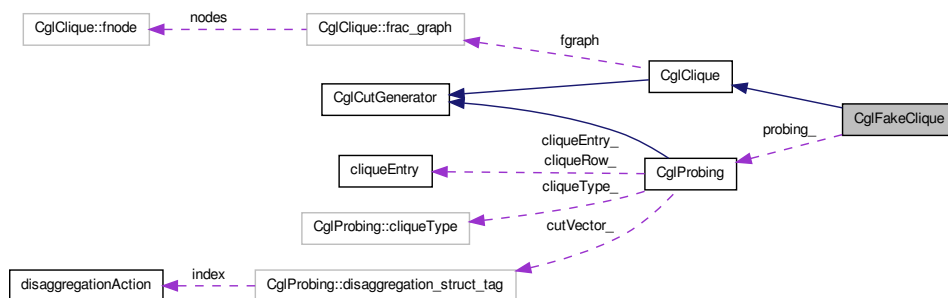 nodes
CglClique::fnode
CglClique::frac_graph
fgraph
CglClique
CglCutGenerator
CglFakeClique
probing_
cliqueEntry_
cliqueRow_
cliqueEntry
CglProbing
cliqueType_
CglProbing::cliqueType
cutVector_
index
disaggregationAction
CglProbing::disaggregation_struct_tag